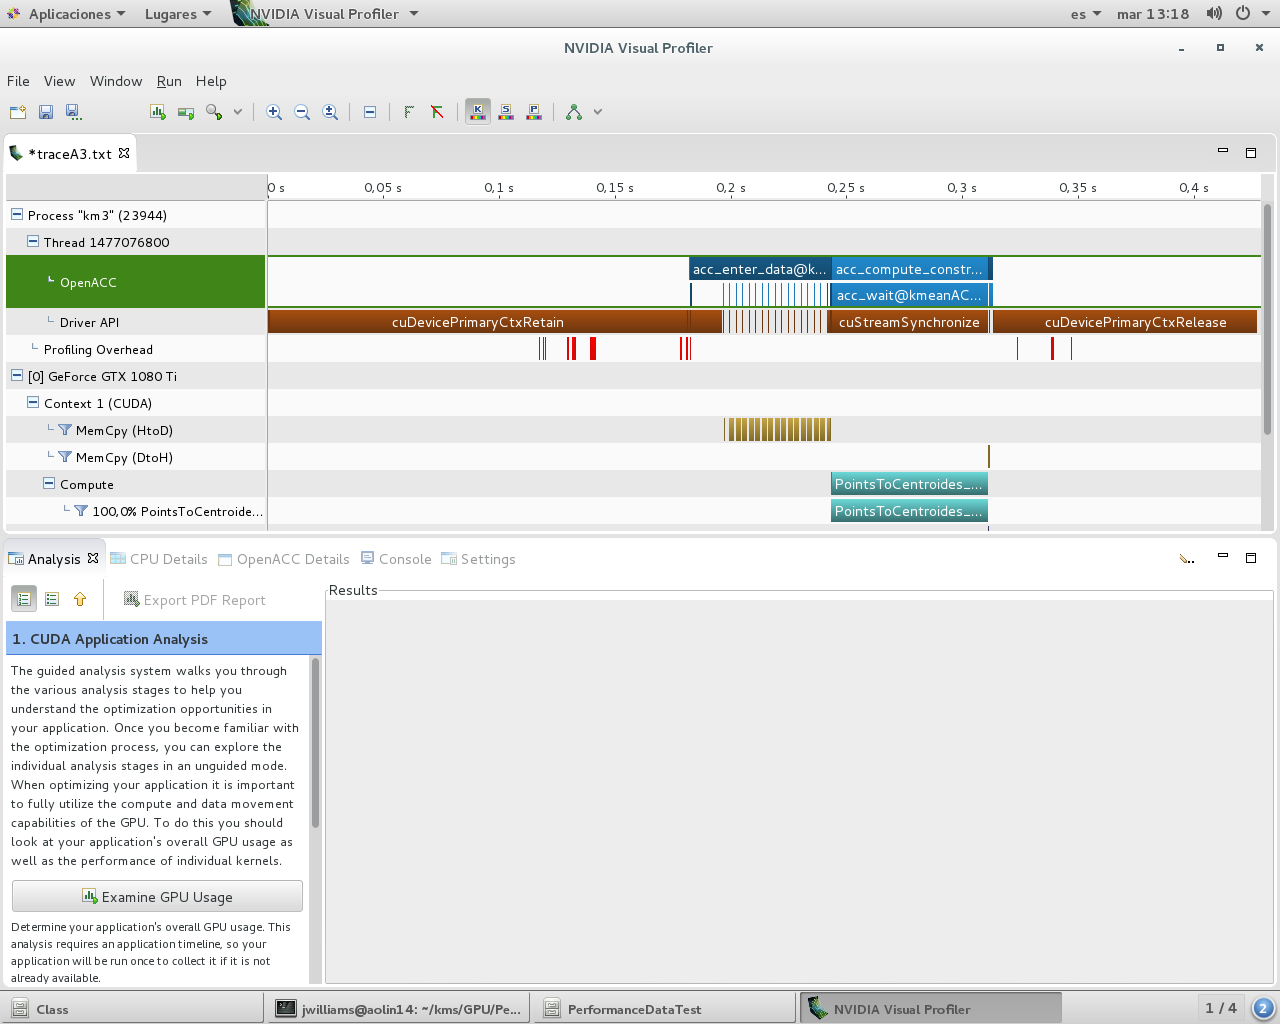 Aplicaciones Lugares NVIDIA Visual Profiler es mar 13:18
NVIDIA Visual Profiler
File View Window Run Help
K S P
*traceA3.txt
0 s 0,05 s 0,1 s 0,15 s 0,2 s 0,25 s 0,3 s 0,35 s 0,4 s
Process "km3" (23944)
Thread 1477076800
OpenACC
acc_enter_data@k... acc_compute_constr...
acc_wait@kmeanAC...
Driver API cuDevicePrimaryCtxRetain cuStreamSynchronize cuDevicePrimaryCtxRelease
Profiling Overhead
[0] GeForce GTX 1080 Ti
Context 1 (CUDA)
MemCpy (HtoD)
MemCpy (DtoH)
Compute PointsToCentroides_...
100,0% PointsToCentroide... PointsToCentroides_...
Analysis CPU Details OpenACC Details Console Settings
Export PDF Report
Results
1. CUDA Application Analysis
The guided analysis system walks you through
the various analysis stages to help you
understand the optimization opportunities in
your application. Once you become familiar with
the optimization process, you can explore the
individual analysis stages in an unguided mode.
When optimizing your application it is important
to fully utilize the compute and data movement
capabilities of the GPU. To do this you should
look at your application's overall GPU usage as
well as the performance of individual kernels.
Examine GPU Usage
Determine your application's overall GPU usage. This
analysis requires an application timeline, so your
application will be run once to collect it if it is not
already available.
Class jwilliams@aolin14: ~/kms/GPU/Pe... PerformanceDataTest NVIDIA Visual Profiler 1 / 4 2